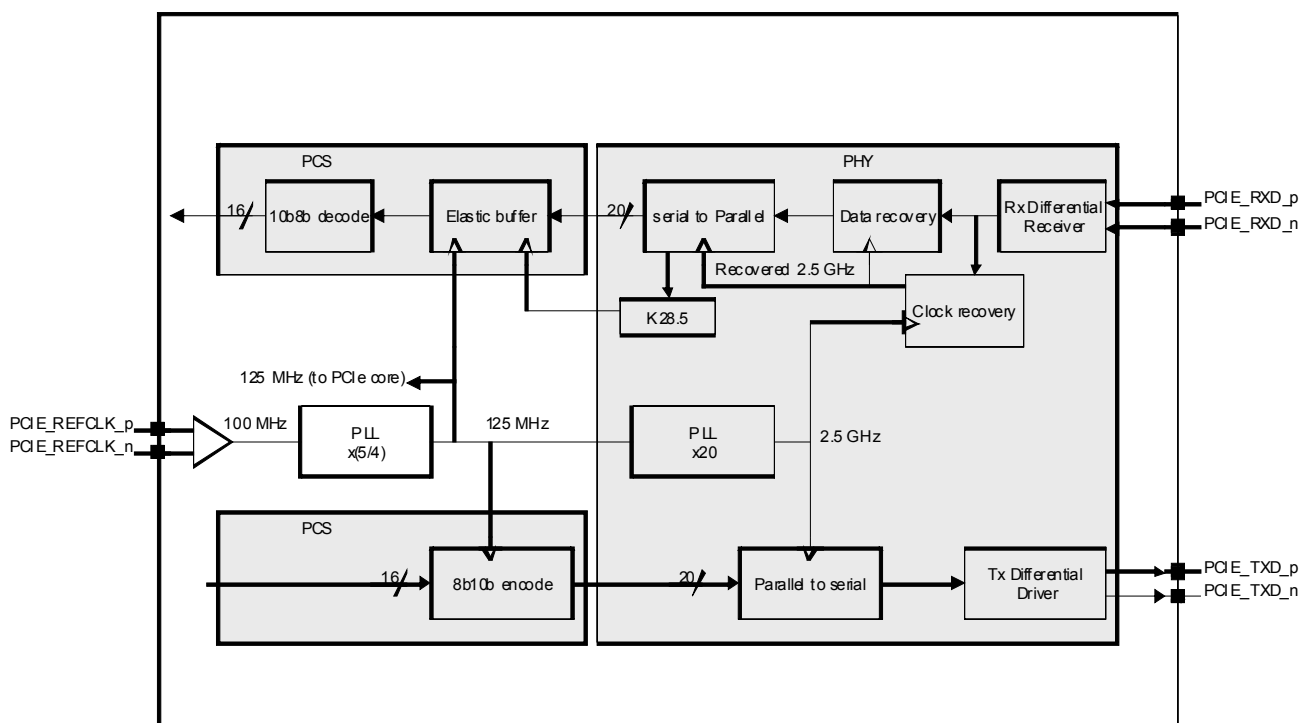 PCS
PHY
16
10b8b decode
Elastic buffer
20
serial to Parallel
Data recovery
Rx Differential
Receiver
PCIE_RXD_p
PCIE_RXD_n
Recovered 2.5 GHz
K28.5
Clock recovery
125 MHz (to PCIe core)
PCIE_REFCLK_p
PCIE_REFCLK_n
100 MHz
PLL
x(5/4)
125 MHz
PLL
x20
2.5 GHz
PCS
16
8b10b encode
20
Parallel to serial
Tx Differential
Driver
PCIE_TXD_p
PCIE_TXD_n